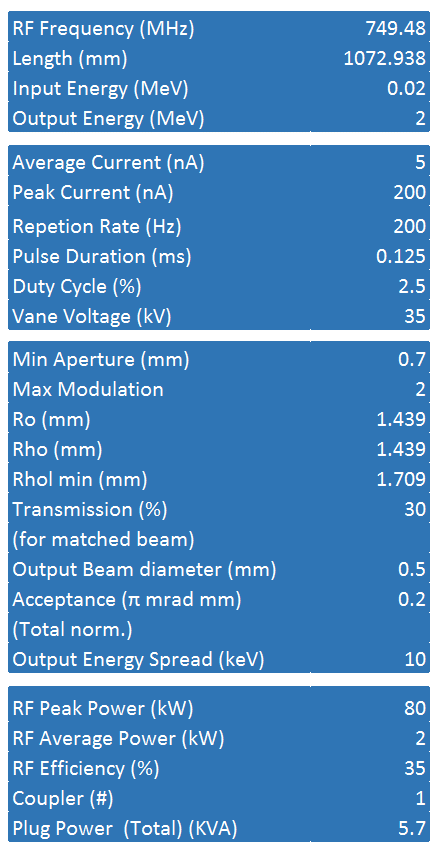 RF Frequency (MHz) 749.48
Length (mm) 1072.938
Input Energy (MeV) 0.02
Output Energy (MeV) 2
Average Current (nA) 5
Peak Current (nA) 200
Repetion Rate (Hz) 200
Pulse Duration (ms) 0.125
Duty Cycle (%) 2.5
Vane Voltage (kV) 35
Min Aperture (mm) 0.7
Max Modulation 2
Ro (mm) 1.439
Rho (mm) 1.439
Rhol min (mm) 1.709
Transmission (%) 30
(for matched beam)
Output Beam diameter (mm) 0.5
Acceptance (π mrad mm) 0.2
(Total norm.)
Output Energy Spread (keV) 10
RF Peak Power (kW) 80
RF Average Power (kW) 2
RF Efficiency (%) 35
Coupler (#) 1
Plug Power (Total) (KVA) 5.7